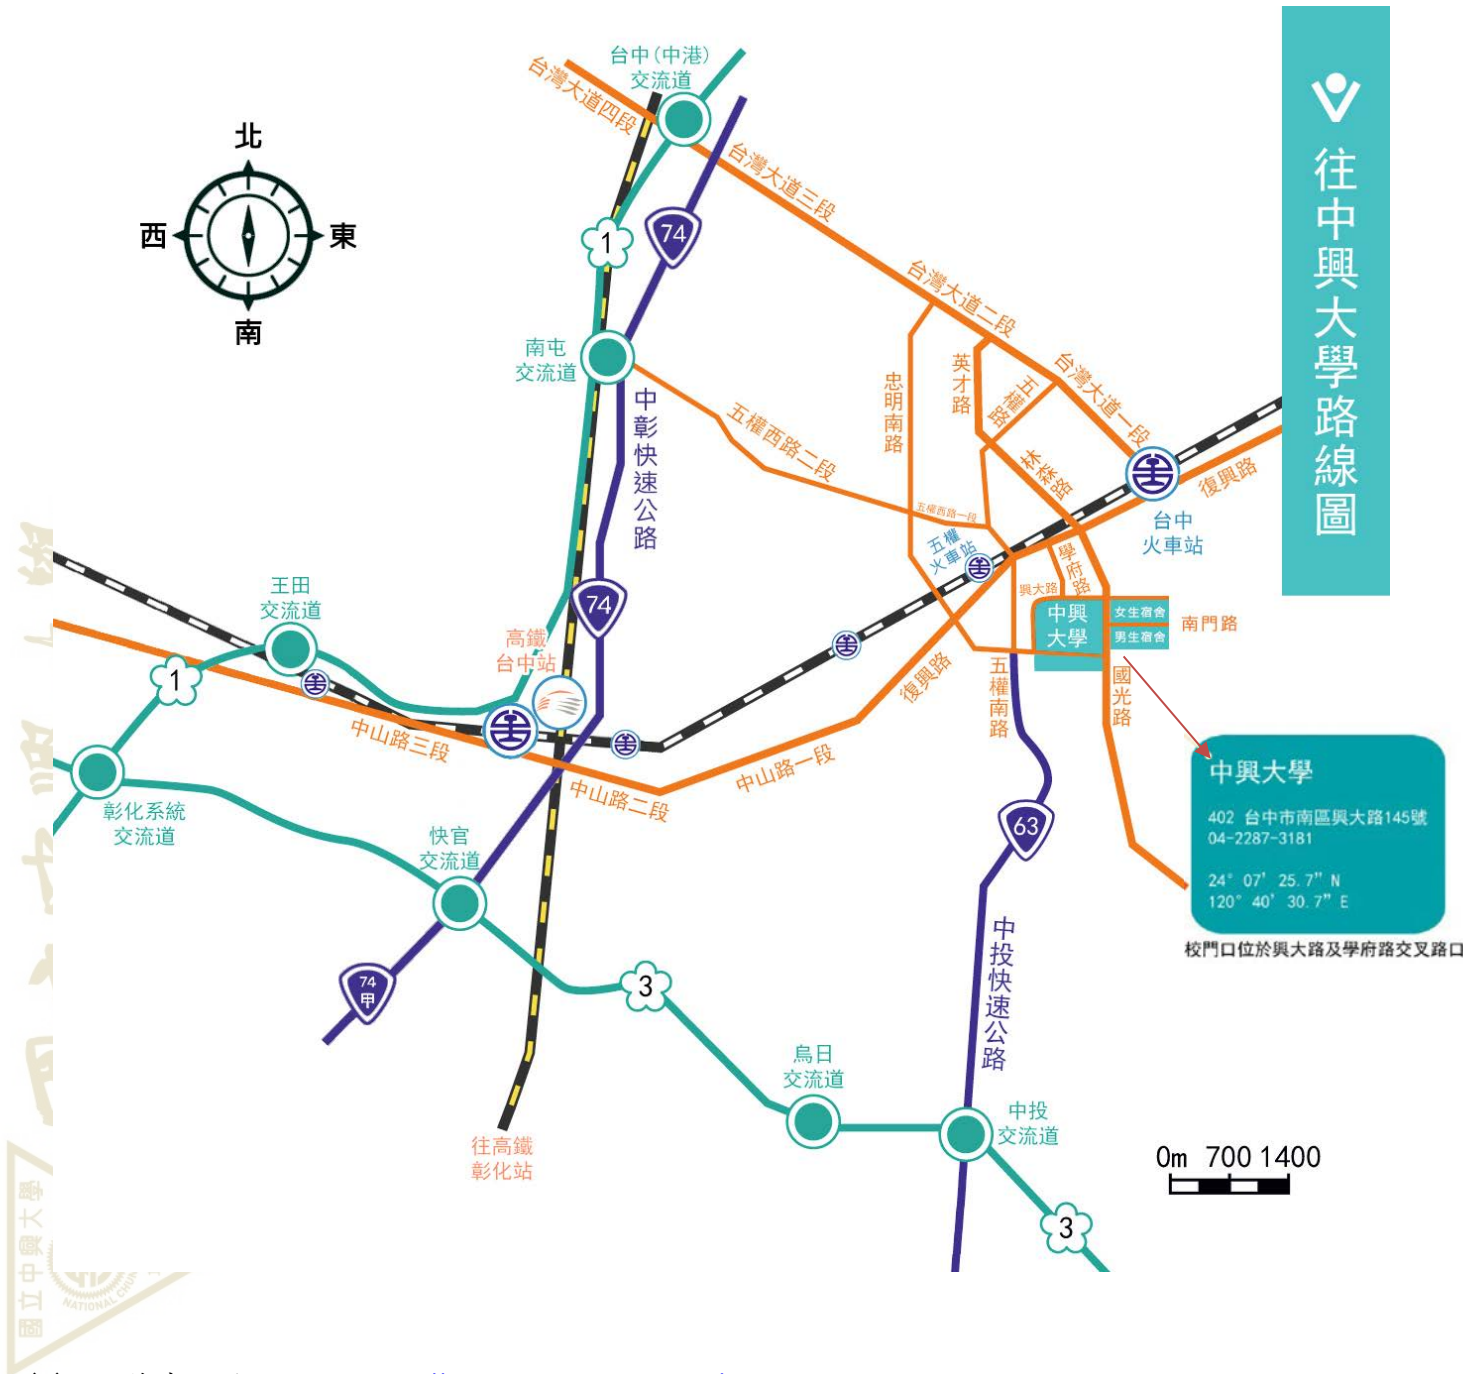 往中興大學路線圖
北
西
東
南
台中(中港)
交流道
台灣大道四段
台灣大道三段
台灣大道二段
台灣大道一段
1
74
南屯
交流道
中彰快速公路
五權西路二段
五權西路一段
忠明南路
英才路
五權路
林森路
復興路
台中
火車站
五權
火車站
學府路
興大路
中興
大學
女生宿舍
男生宿舍
南門路
國光路
五權南路
復興路
王田
交流道
1
74
高鐵
台中站
中山路三段
中山路二段
中山路一段
彰化系統
交流道
快官
交流道
74
甲
63
中投快速公路
3
烏日
交流道
中投
交流道
3
往高鐵
彰化站
中興大學
402 台中市南區興大路145號
04-2287-3181
24° 07' 25.7" N
120° 40' 30.7" E
校門口位於興大路及學府路交叉路口
0m 700 1400
國立中興大學